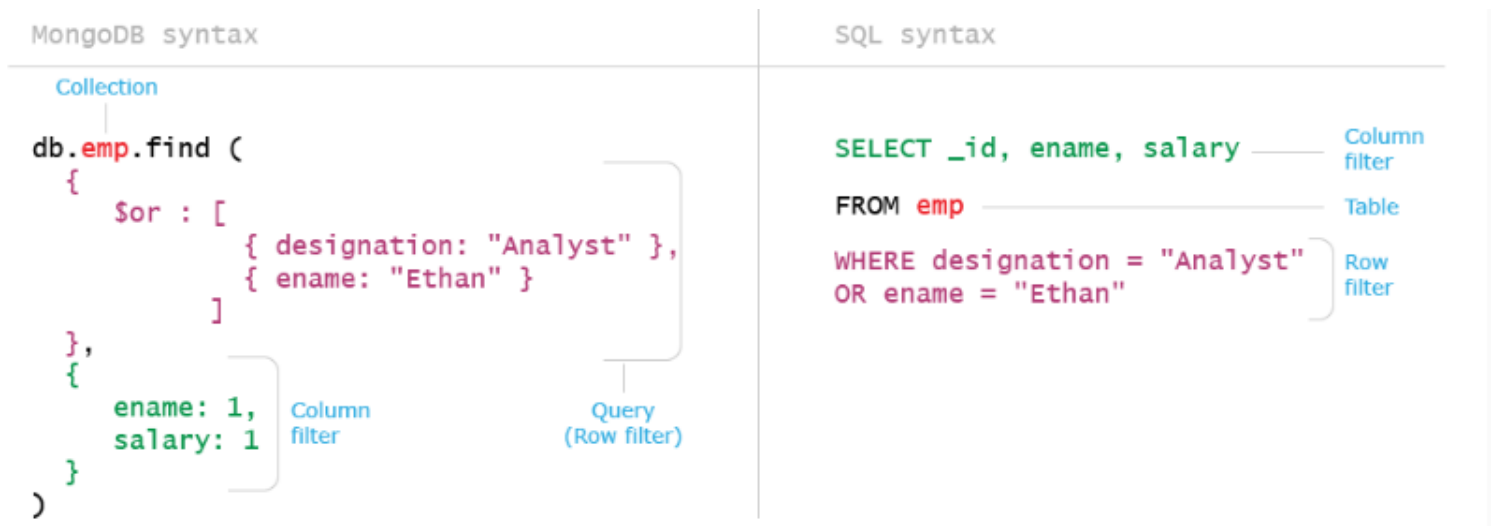 MongoDB syntax
Collection
db.emp.find (
{
$or : [
{ designation: "Analyst" },
{ ename: "Ethan" }
]
},
{
ename: 1,
salary: 1
}
)
Column
filter
Query
(Row filter)
SQL syntax
SELECT _id, ename, salary
Column
filter
FROM emp
Table
WHERE designation = "Analyst"
OR ename = "Ethan"
Row
filter